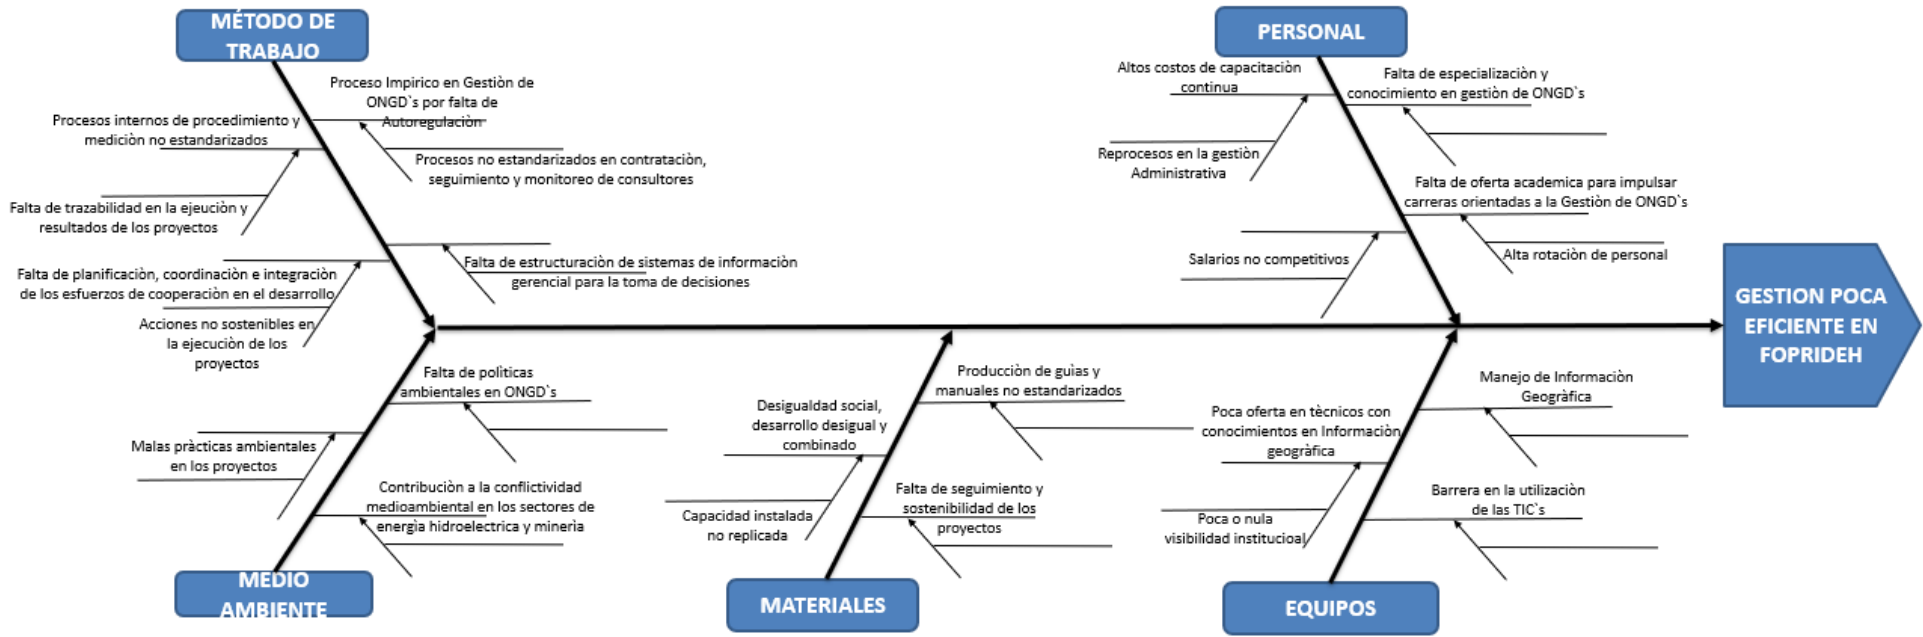 MÉTODO DE
TRABAJO
Proceso Impirico en Gestiòn de
ONGD`s por falta de
Autoregulaciòn
Procesos internos de procedimiento y
mediciòn no estandarizados
Procesos no estandarizados en contrataciòn,
seguimiento y monitoreo de consultores
Falta de trazabilidad en la ejeuciòn y
resultados de los proyectos
Falta de estructuraciòn de sistemas de informaciòn
gerencial para la toma de decisiones
Falta de planificaciòn, coordinaciòn e integraciòn
de los esfuerzos de cooperaciòn en el desarrollo
Acciones no sostenibles en
la ejecuciòn de los
proyectos
PERSONAL
Altos costos de capacitaciòn
continua
Falta de especializaciòn y
conocimiento en gestiòn de ONGD`s
Reprocesos en la gestiòn
Administrativa
Falta de oferta academica para impulsar
carreras orientadas a la Gestiòn de ONGD`s
Salarios no competitivos
Alta rotaciòn de personal
GESTION POCA
EFICIENTE EN
FOPRIDEH
Falta de polìticas
ambientales en ONGD`s
Malas pràcticas ambientales
en los proyectos
Contribuciòn a la conflictividad
medioambiental en los sectores de
energìa hidroelectrica y minerìa
MEDIO
AMBIENTE
Producciòn de guìas y
manuales no estandarizados
Desigualdad social,
desarrollo desigual y
combinado
Falta de seguimiento y
sostenibilidad de los
proyectos
Capacidad instalada
no replicada
MATERIALES
Manejo de Informaciòn
Geogràfica
Poca oferta en tècnicos con
conocimientos en Informaciòn
geogràfica
Barrera en la utilizaciòn
de las TIC`s
Poca o nula
visibilidad institucioal
EQUIPOS